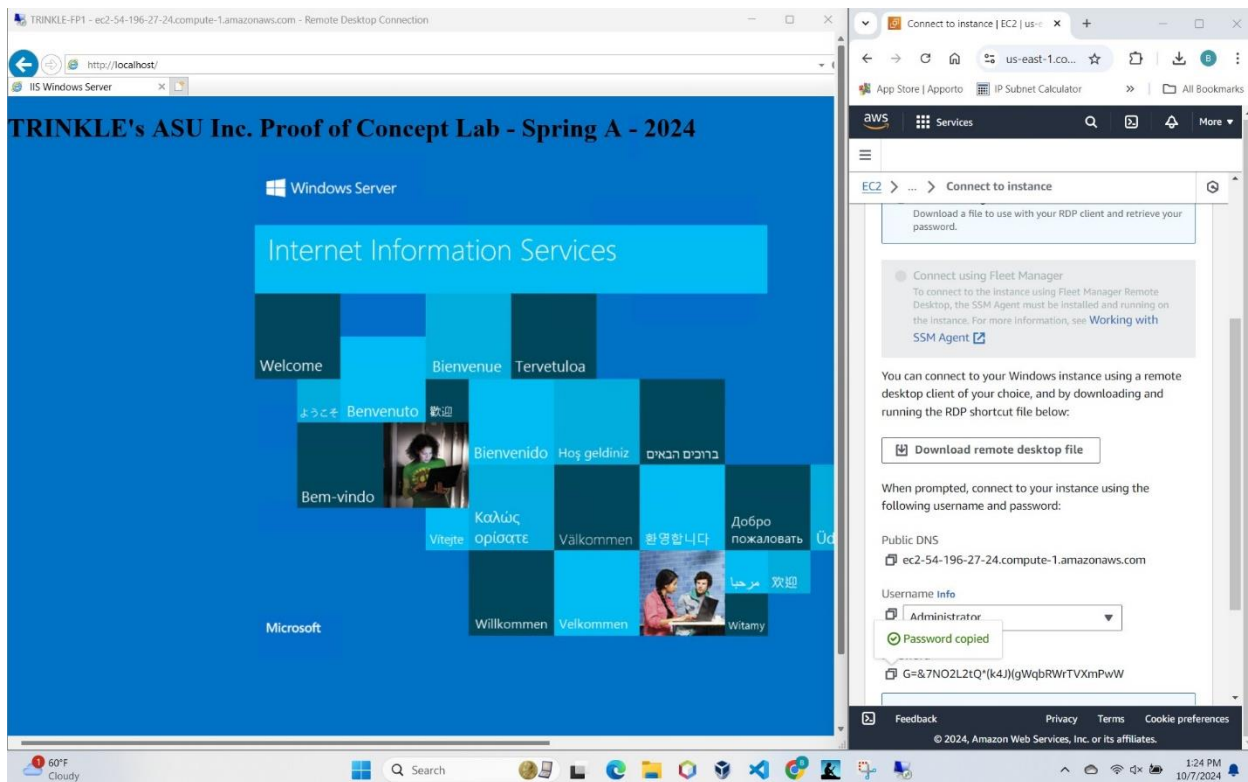 TRINKLE-FP1 - ec2-54-196-27-24.compute-1.amazonaws.com - Remote Desktop Connection
http://localhost/
IIS Windows Server
TRINKLE's ASU Inc. Proof of Concept Lab - Spring A - 2024
Windows Server
Internet Information Services
Welcome
Bienvenue
Tervetuloa
ようこそ
Benvenuto
歡迎
Bienvenido
Hoş geldiniz
ברוכים הבאים
Bem-vindo
Vítejte
Καλώς
ορίσατε
Välkommen
환영합니다
Добро
пожаловать
Üd
مرحبا
欢迎
Microsoft
Willkommen
Velkommen
Witamy
Connect to instance | EC2 | us-e
us-east-1.co...
B
App Store | Apporto
IP Subnet Calculator
»
All Bookmarks
aws
Services
More
EC2 > ... > Connect to instance
Download a file to use with your RDP client and retrieve your
password.
Connect using Fleet Manager
To connect to the instance using Fleet Manager Remote
Desktop, the SSM Agent must be installed and running on
the instance. For more information, see Working with
SSM Agent
You can connect to your Windows instance using a remote
desktop client of your choice, and by downloading and
running the RDP shortcut file below:
Download remote desktop file
When prompted, connect to your instance using the
following username and password:
Public DNS
ec2-54-196-27-24.compute-1.amazonaws.com
Username Info
Administrator
Password copied
G=&7NO2L2tQ*(k4J)(gWqbRWrTVXmPwW
Feedback
Privacy
Terms
Cookie preferences
© 2024, Amazon Web Services, Inc. or its affiliates.
1
60°F
Cloudy
Search
1:24 PM
10/7/2024